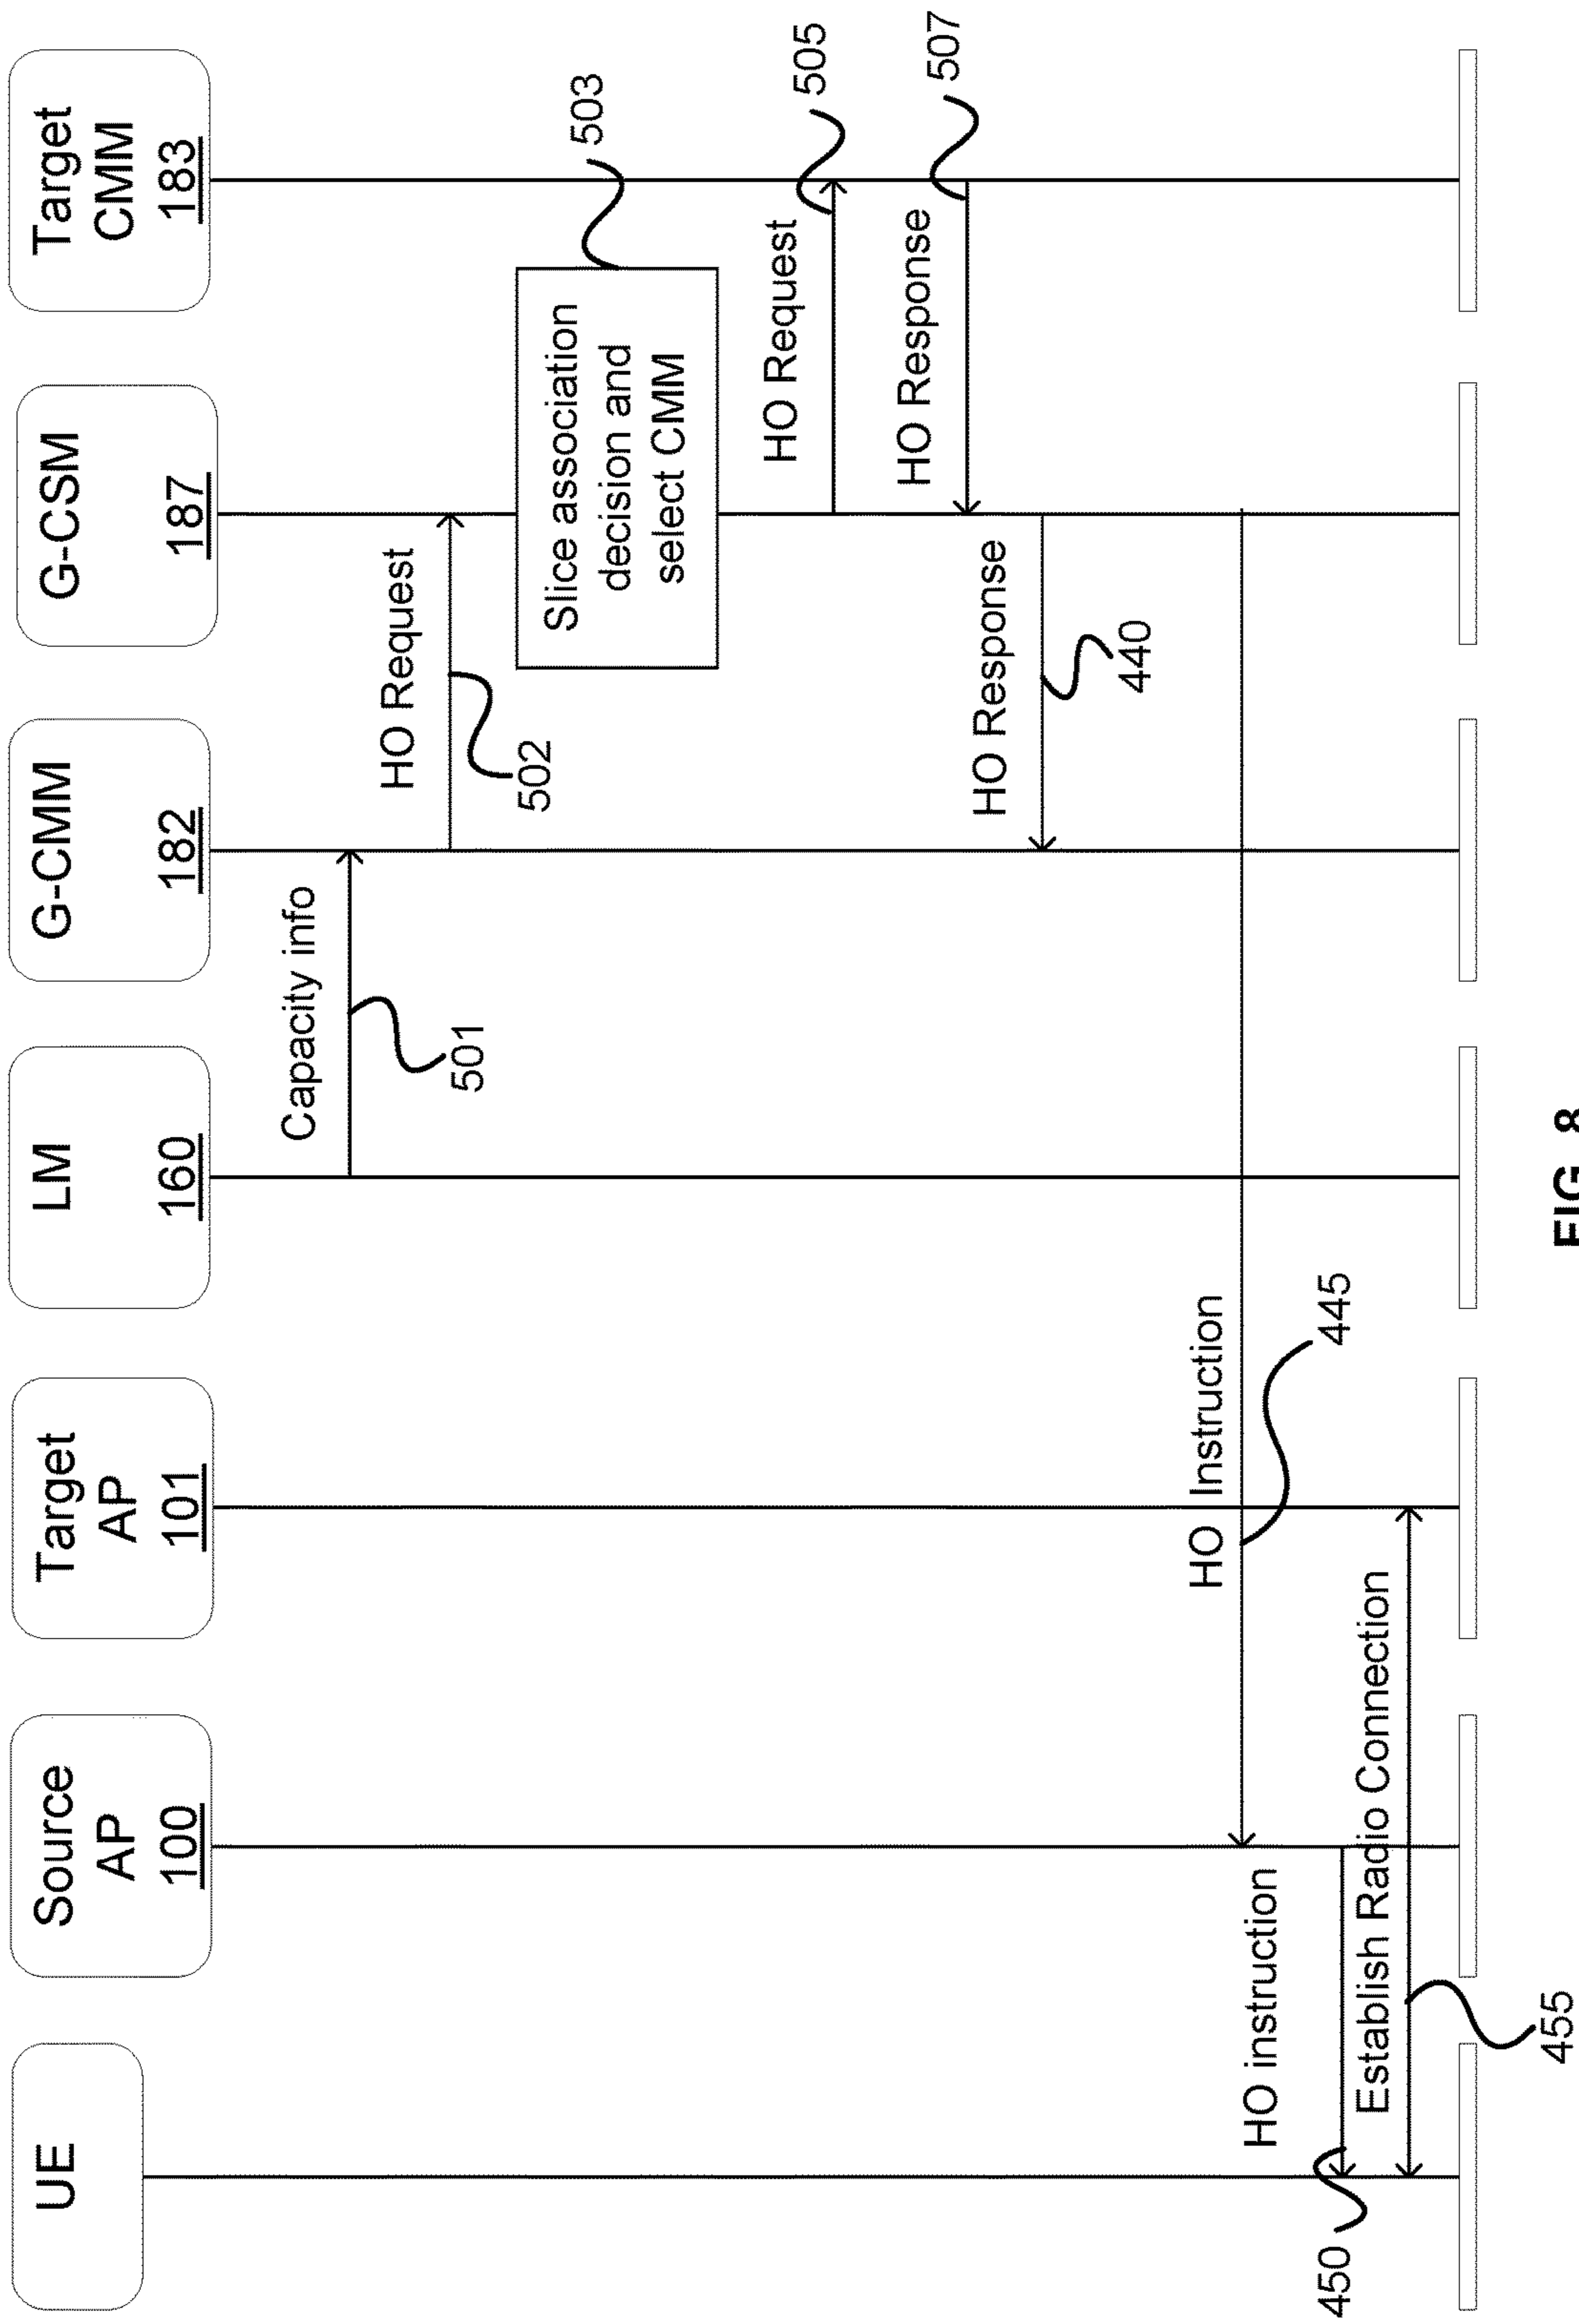 UE
Source
AP
100
Target
AP
101
LM
160
G-CMM
182
G-CSM
187
Target
CMM
183
Capacity info
501
HO Request
502
Slice association
decision and
select CMM
503
HO Request
505
HO Response
507
HO Response
440
HO Instruction
445
HO instruction
450
Establish Radio Connection
455
FIG. 8